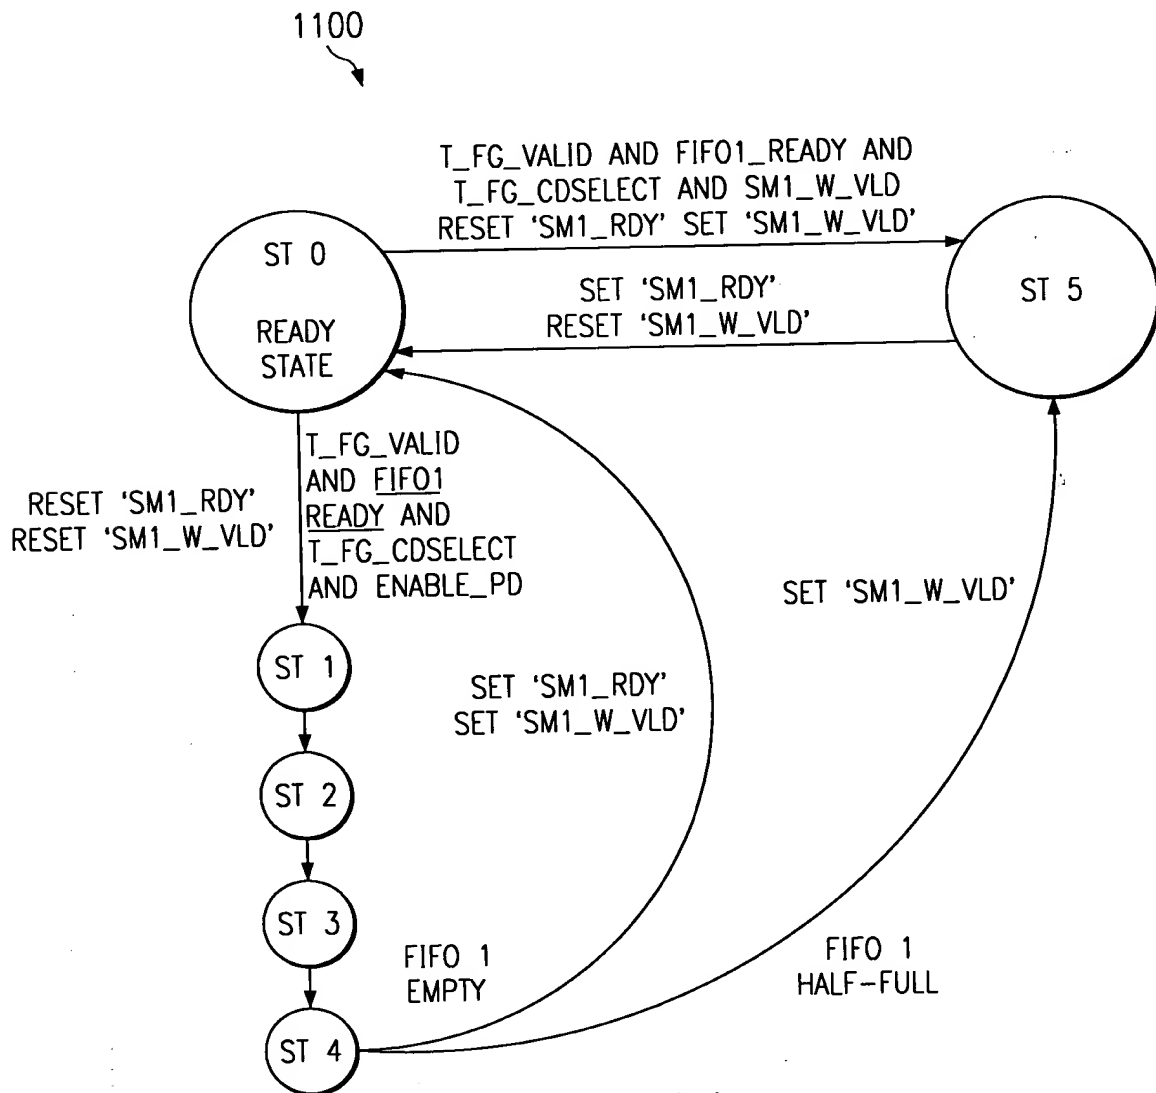 1100
T_FG_VALID AND FIFO1_READY AND
T_FG_CDSELECT AND SM1_W_VLD
RESET ‘SM1_RDY’ SET ‘SM1_W_VLD’
ST 0
READY
STATE
ST 5
SET ‘SM1_RDY’
RESET ‘SM1_W_VLD’
T_FG_VALID
AND FIFO1
READY AND
T_FG_CDSELECT
AND ENABLE_PD
RESET ‘SM1_RDY’
RESET ‘SM1_W_VLD’
SET ‘SM1_W_VLD’
ST 1
SET ‘SM1_RDY’
SET ‘SM1_W_VLD’
ST 2
ST 3
FIFO 1
EMPTY
FIFO 1
HALF-FULL
ST 4